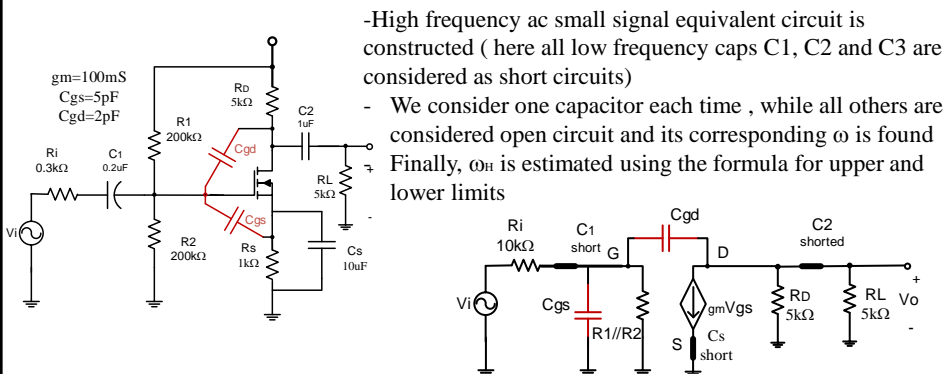 -High frequency ac small signal equivalent circuit is
constructed ( here all low frequency caps C1, C2 and C3 are
considered as short circuits)
- We consider one capacitor each time , while all others are
considered open circuit and its corresponding ω is found
- Finally, ωH is estimated using the formula for upper and
lower limits
gm=100mS
Cgs=5pF
Cgd=2pF
RD
5kΩ
C2
1uF
R1
200kΩ
Cgd
Ri
0.3kΩ
C1
0.2uF
RL
5kΩ
+
-
Vi
Cgs
R2
200kΩ
Rs
1kΩ
Cs
10uF
Cgd
Ri
10kΩ
C1
short
G
D
C2
shorted
Vi
Cgs
R1//R2
gmVgs
S
Cs
short
RD
5kΩ
RL
5kΩ
+
Vo
-